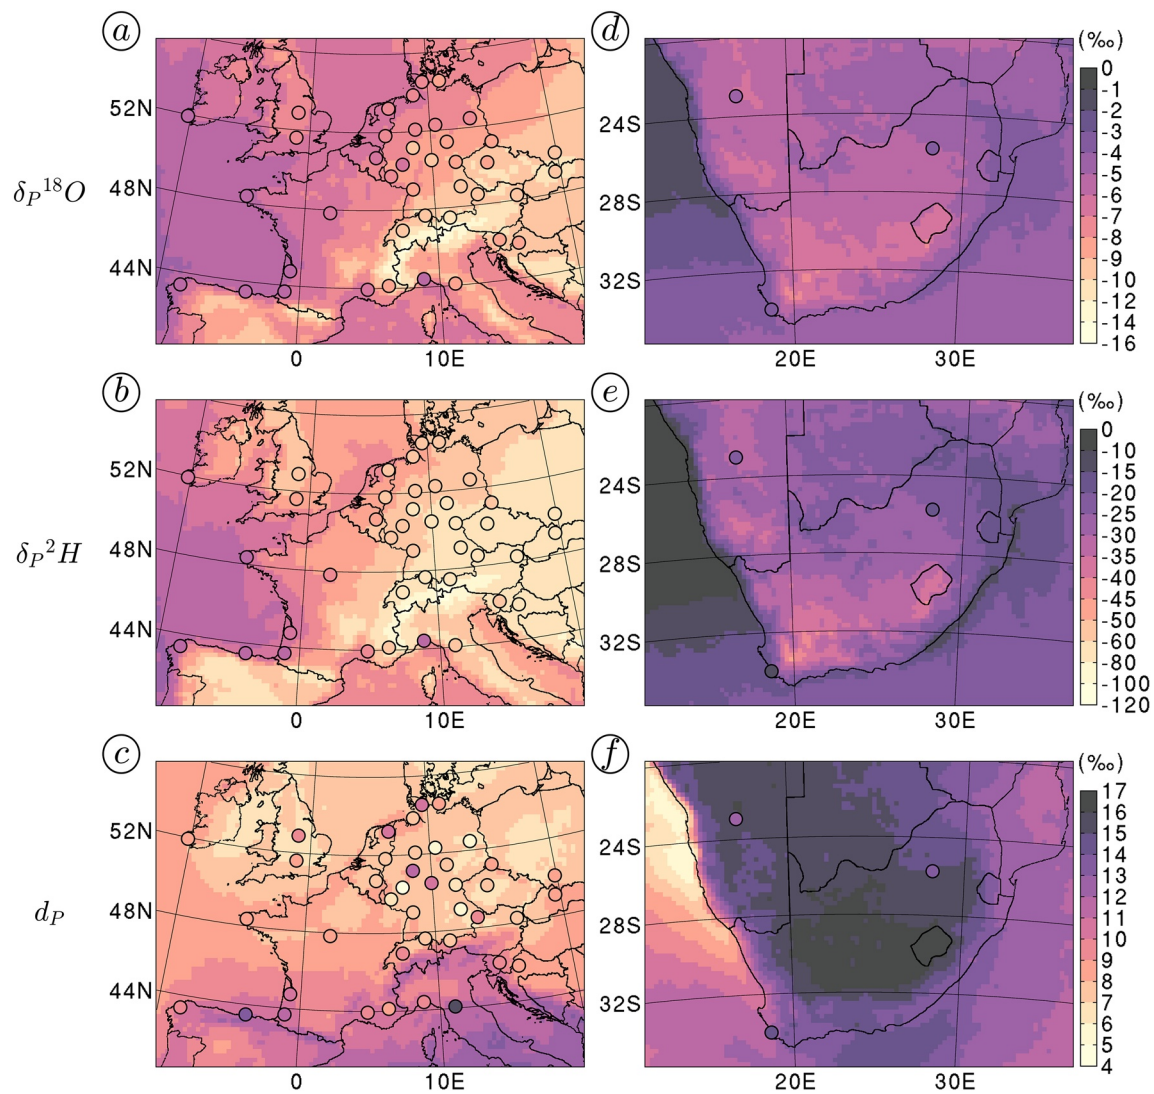 a
d
(‰)
δP18O
52N
48N
44N
0
10E
24S
28S
32S
20E
30E
0
-1
-2
-3
-4
-5
-6
-7
-8
-9
-10
-12
-14
-16
b
e
(‰)
δP2H
52N
48N
44N
0
10E
24S
28S
32S
20E
30E
0
-10
-15
-20
-25
-30
-35
-40
-45
-50
-60
-80
-100
-120
c
f
(‰)
dP
52N
48N
44N
0
10E
24S
28S
32S
20E
30E
17
16
15
14
13
12
11
10
9
8
7
6
5
4